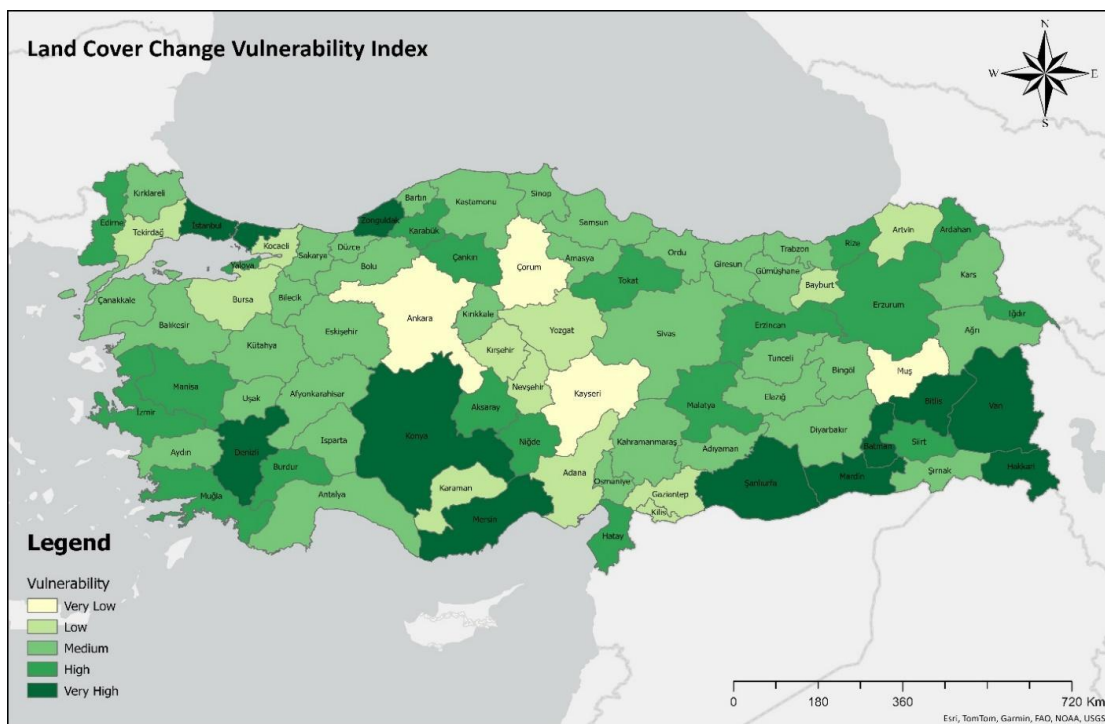 Land Cover Change Vulnerability Index
N
W
E
S
Kırklareli
Edirne
Tekirdağ
İstanbul
Kocaeli
Yalova
Sakarya
Dürce
Zonguldak
Bartın
Karabük
Kastamonu
Sinop
Samsun
Çankırı
Bolu
Çorum
Amasya
Ordu
Tokat
Giresun
Trabzon
Gümüşhane
Bayburt
Rize
Artvin
Ardahan
Kars
Iğdır
Ağrı
Erzurum
Erzincan
Çanakkale
Balıkesir
Bursa
Bilecik
Kütahya
Eskişehir
Ankara
Kırıkkale
Yozgat
Sivas
Tunceli
Bingöl
Muş
Elazığ
Kırşehir
Nevşehir
Kayseri
Malatya
Diyarbakır
Batman
Bitlis
Van
Siirt
Şırnak
Hakkari
Mardin
Şanlıurfa
Adıyaman
Kahramanmaraş
Gaziantep
Kilis
Osmaniye
Hatay
Adana
Niğde
Aksaray
Konya
Karaman
Mersin
Antalya
Isparta
Burdur
Afyonkarahisar
Uşak
Denizli
Manisa
İzmir
Aydın
Muğla
Legend
Vulnerability
Very Low
Low
Medium
High
Very High
0 180 360 720 Km
Esri, TomTom, Garmin, FAO, NOAA, USGS